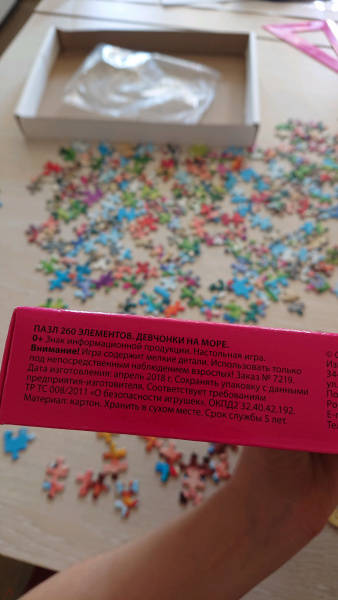 ПАЗЛ 260 ЭЛЕМЕНТОВ. ДЕВЧОНКИ НА МОРЕ.
0+ Знак информационной продукции. Настольная игра.
Внимание! Игра содержит мелкие детали. Использовать только
под непосредственным наблюдением взрослых! Заказ № 7219.
Дата изготовления: апрель 2018 г. Сохранять упаковку с данными
предприятия-изготовителя. Соответствует требованиям
ТР ТС 008/2011 «О безопасности игрушек». ОКПД2 32.40.42.192.
Материал: картон. Хранить в сухом месте. Срок службы 5 лет.